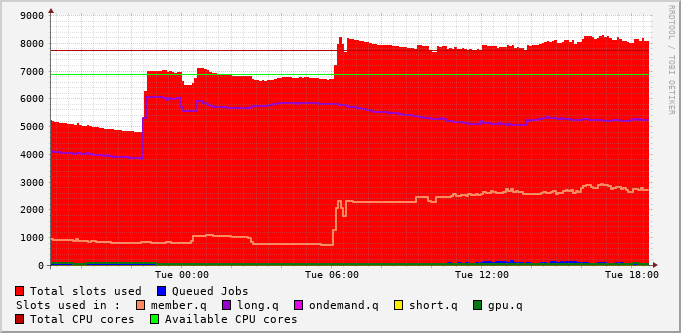 9000
8000
7000
6000
5000
4000
3000
2000
1000
0
Tue 00:00 Tue 06:00 Tue 12:00 Tue 18:00
RRDTOOL / TOBI OETIKER
Total slots used Queued Jobs
Slots used in : member.q long.q ondemand.q short.q gpu.q
Total CPU cores Available CPU cores